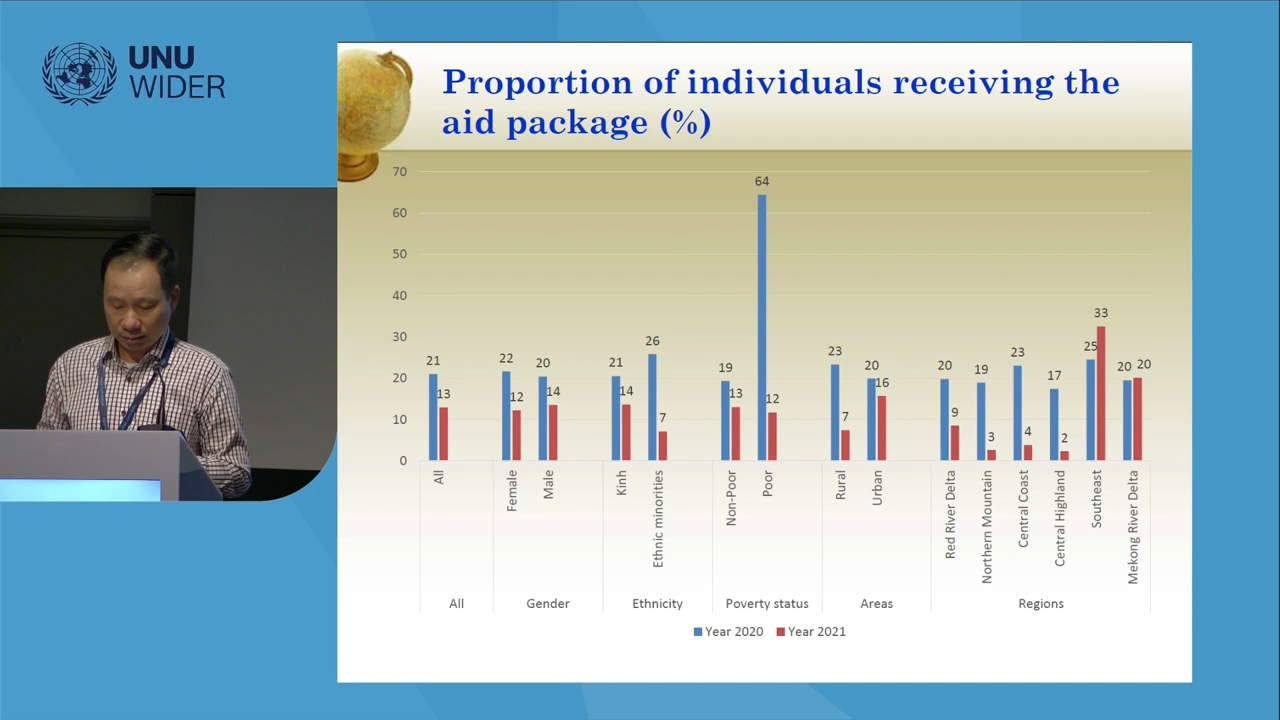 UNU
WIDER
Proportion of individuals receiving the
aid package (%)
70
60
50
40
30
20
10
0
21
13
22
12
20
14
21
14
26
7
19
13
64
12
23
7
20
16
20
9
19
3
23
4
17
2
25
33
20
20
All
Female
Male
Kinh
Ethnic minorities
Non-Poor
Poor
Rural
Urban
Red River Delta
Northern Mountain
Central Coast
Central Highland
Southeast
Mekong River Delta
All
Gender
Ethnicity
Poverty status
Areas
Regions
Year 2020
Year 2021